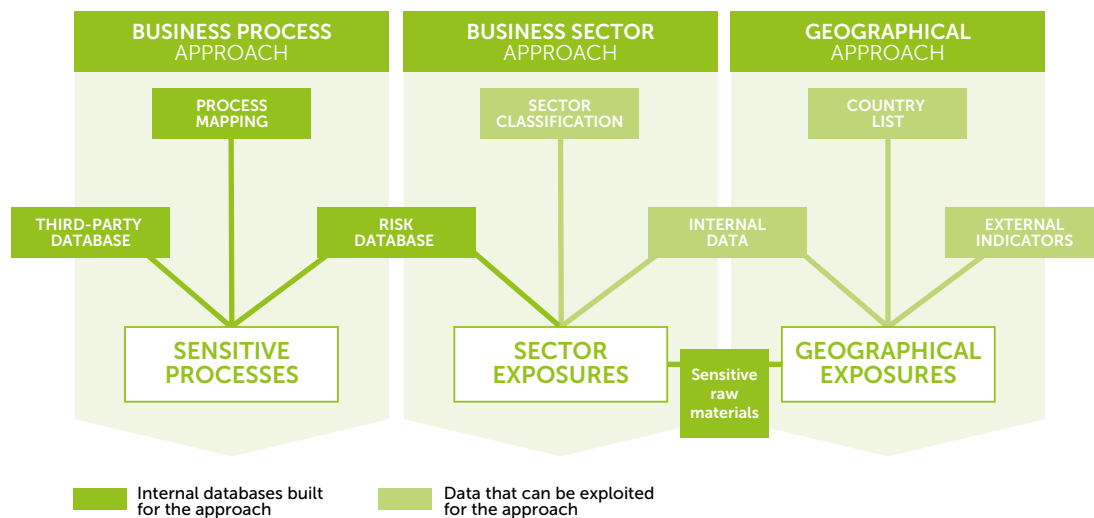 BUSINESS PROCESS
APPROACH
BUSINESS SECTOR
APPROACH
GEOGRAPHICAL
APPROACH
PROCESS
MAPPING
SECTOR
CLASSIFICATION
COUNTRY
LIST
THIRD-PARTY
DATABASE
RISK
DATABASE
INTERNAL
DATA
EXTERNAL
INDICATORS
SENSITIVE
PROCESSES
SECTOR
EXPOSURES
Sensitive
raw
materials
GEOGRAPHICAL
EXPOSURES
Internal databases built
for the approach
Data that can be exploited
for the approach